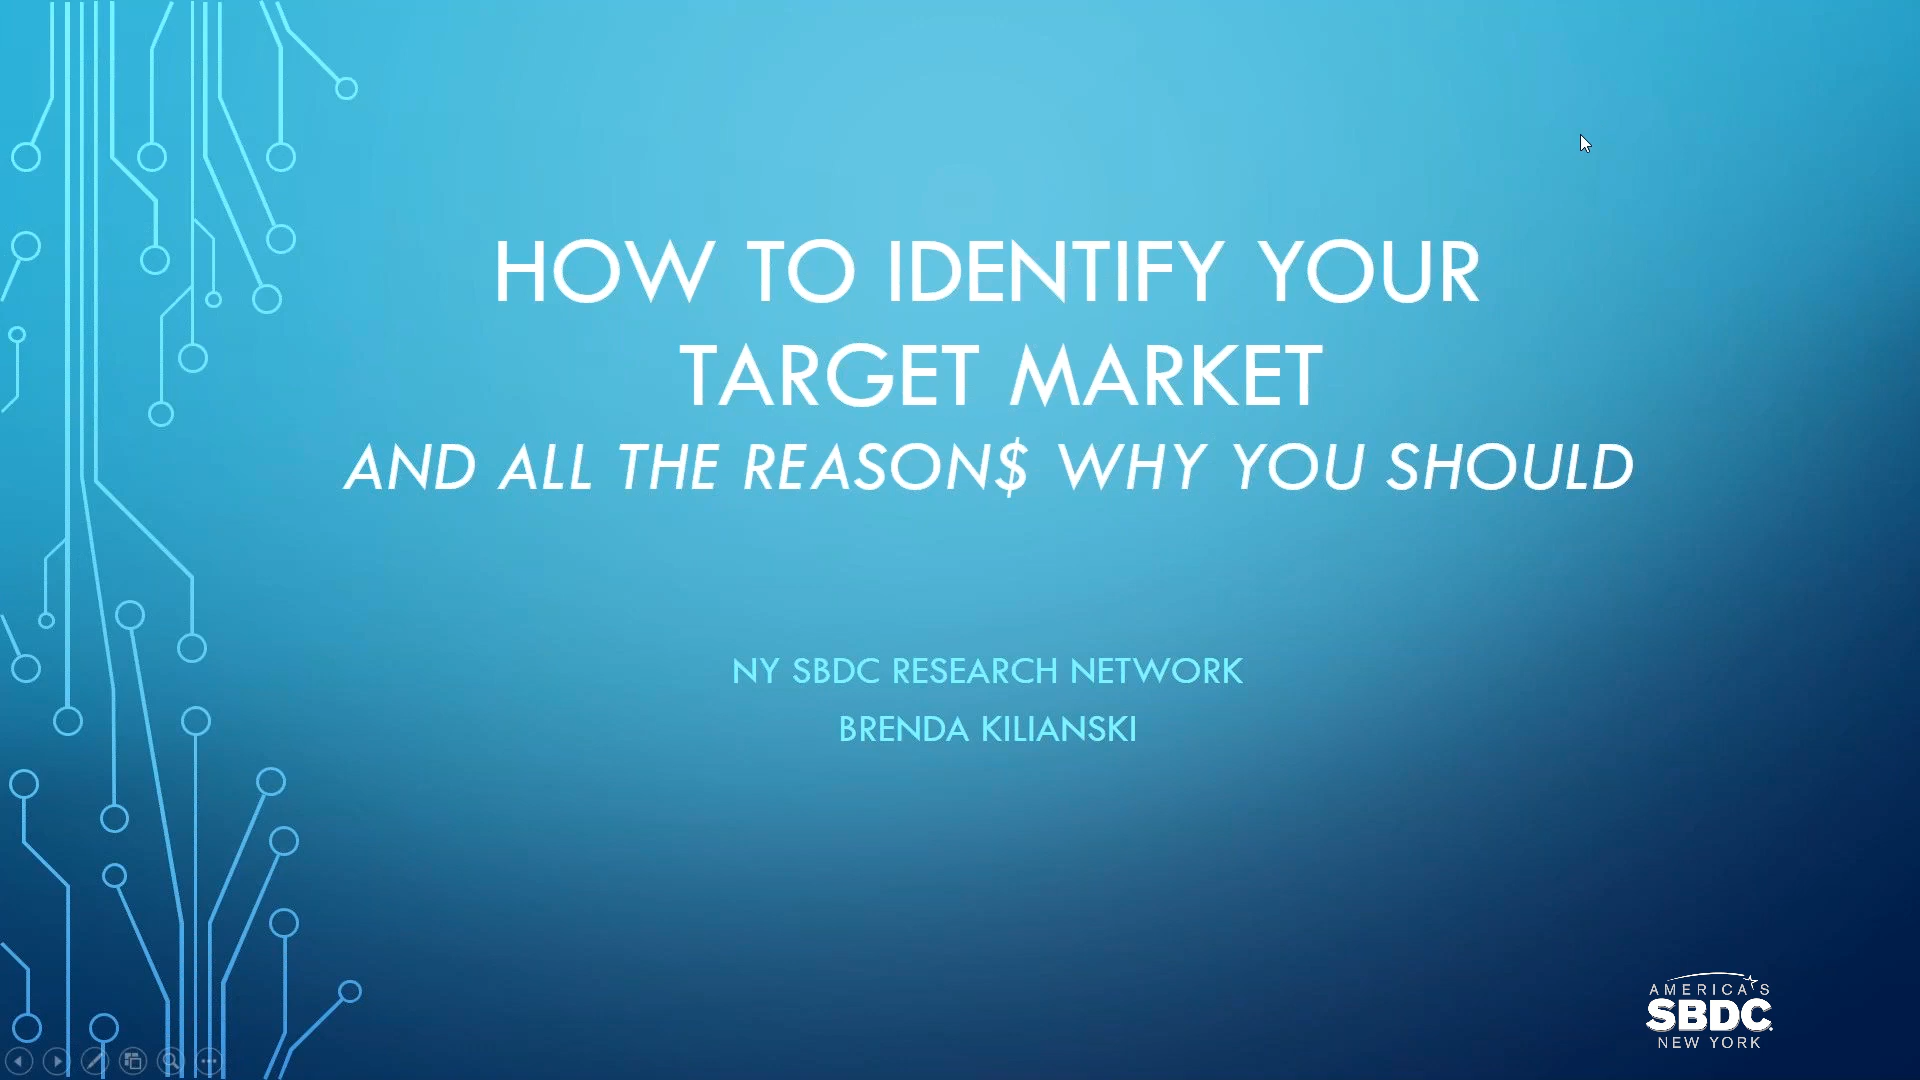 HOW TO IDENTIFY YOUR
TARGET MARKET
AND ALL THE REASON$ WHY YOU SHOULD
NY SBDC RESEARCH NETWORK
BRENDA KILIANSKI
AMERICA'S
SBDC
NEW YORK